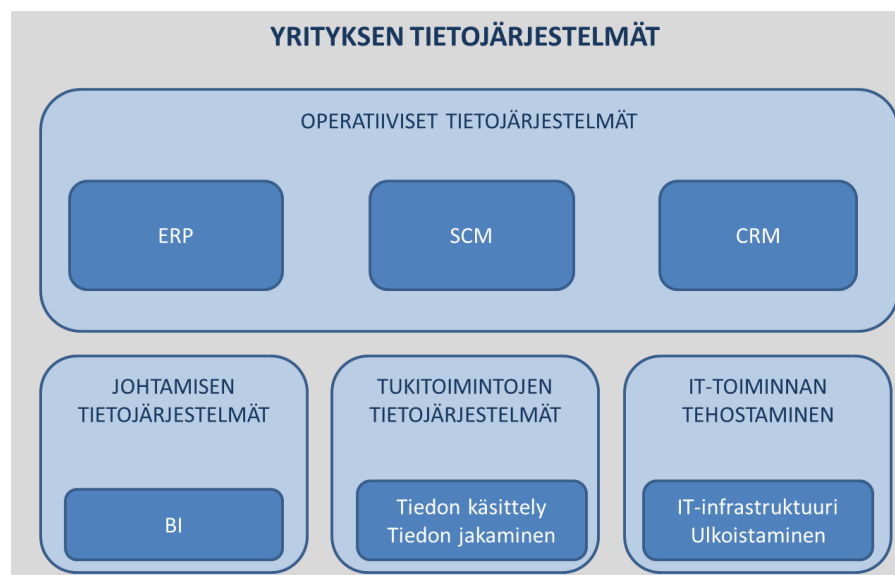 YRITYKSEN TIETOJÄRJESTELMÄT
OPERATIIVISET TIETOJÄRJESTELMÄT
ERP
SCM
CRM
JOHTAMISEN
TIETOJÄRJESTELMÄT
BI
TUKITOIMINTOJEN
TIETOJÄRJESTELMÄT
Tiedon käsittely
Tiedon jakaminen
IT-TOIMINNAN
TEHOSTAMINEN
IT-infrastruktuuri
Ulkoistaminen